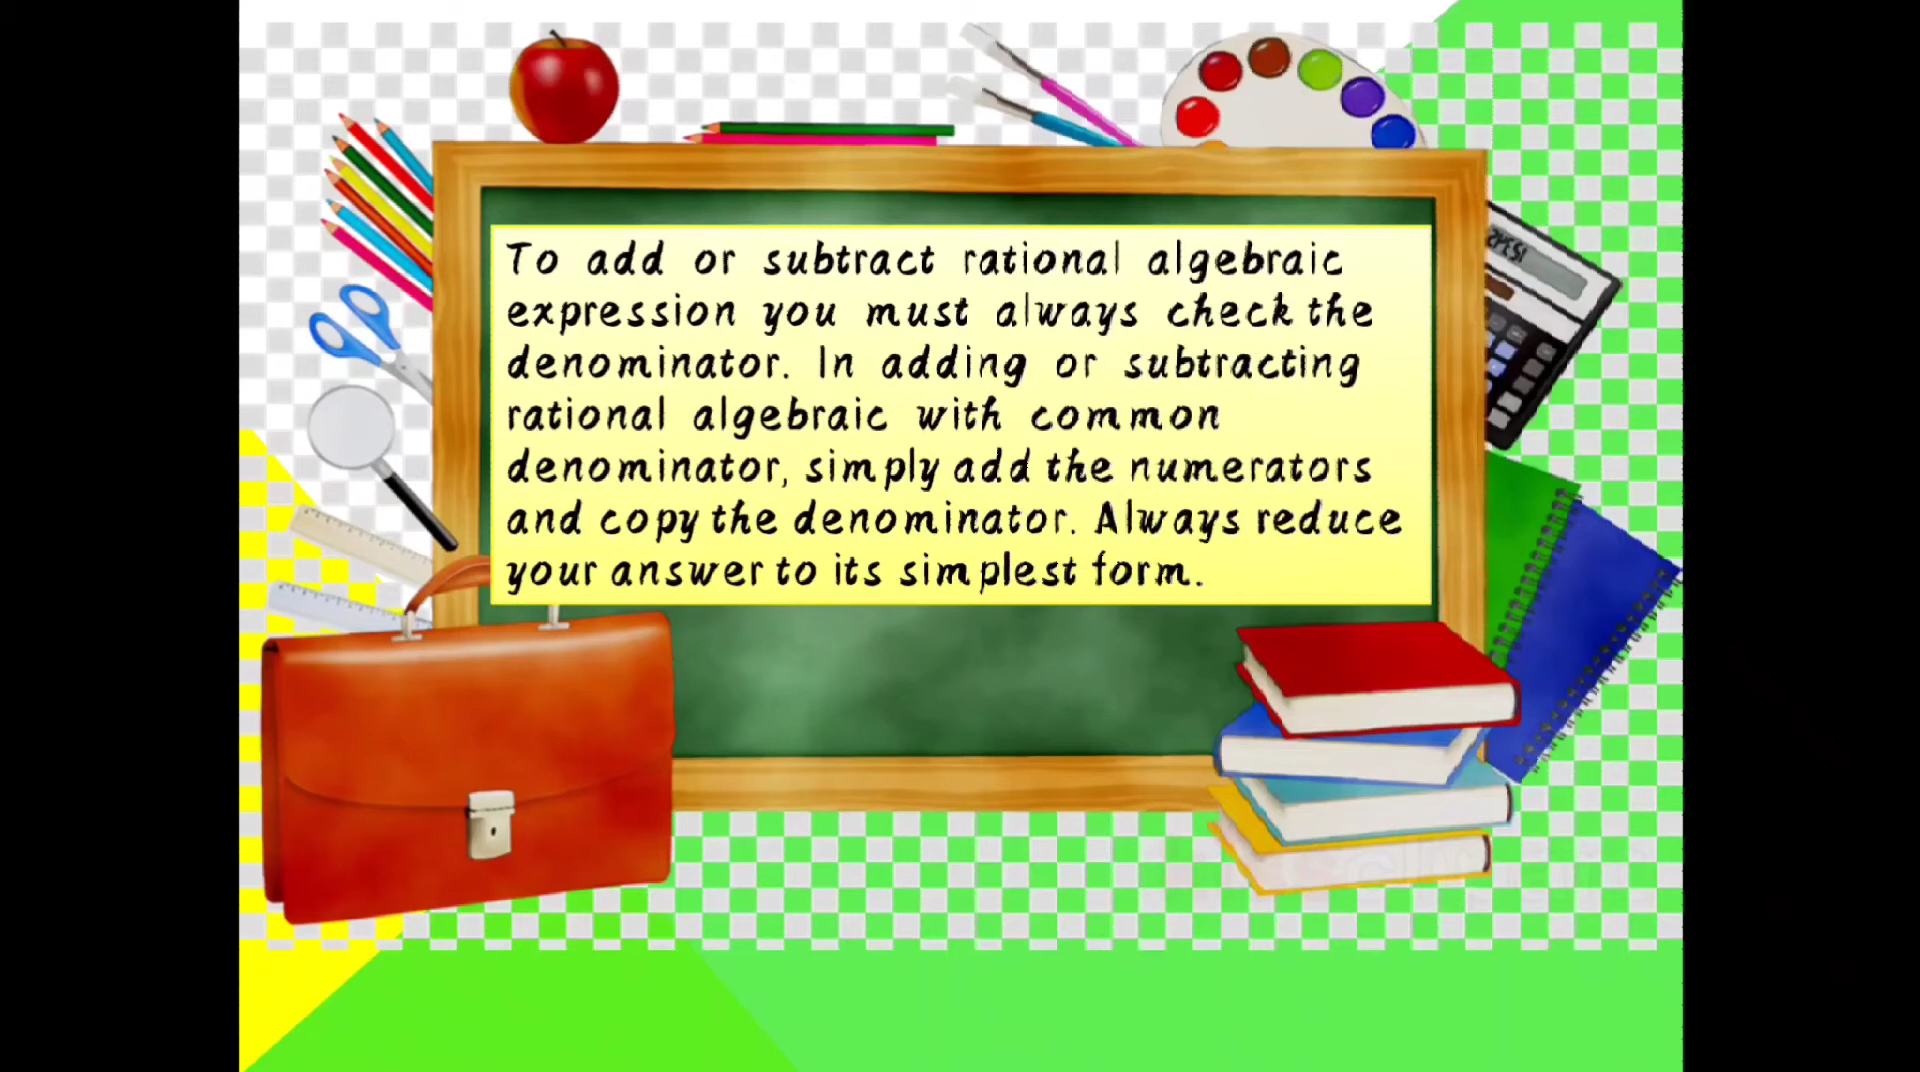 To add or subtract rational algebraic
expression you must always check the
denominator. In adding or subtracting
rational algebraic with common
denominator, simply add the numerators
and copy the denominator. Always reduce
your answer to its simplest form.